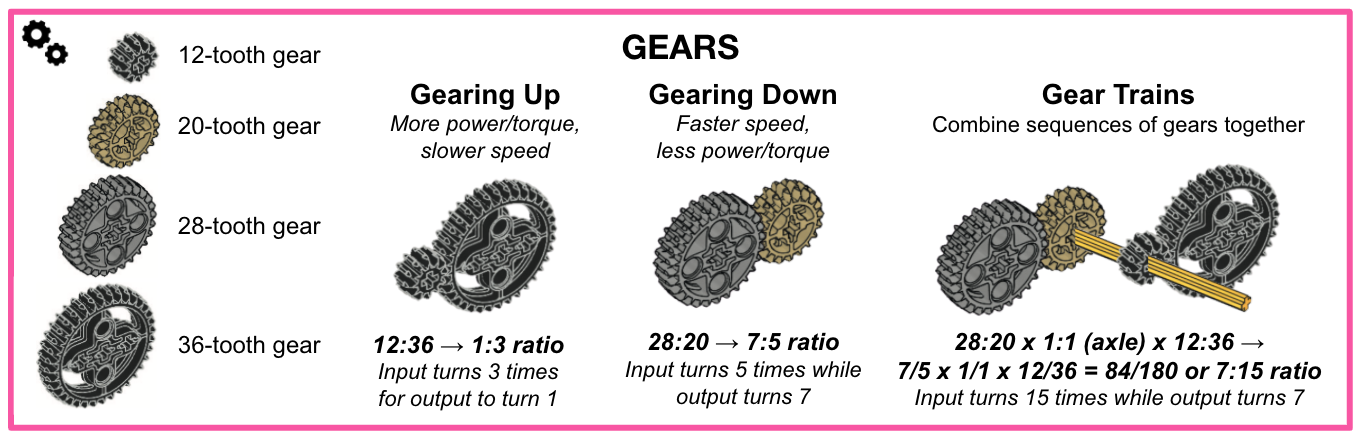 GEARS
12-tooth gear
20-tooth gear
28-tooth gear
36-tooth gear
Gearing Up
More power/torque,
slower speed
12:36 → 1:3 ratio
Input turns 3 times
for output to turn 1
Gearing Down
Faster speed,
less power/torque
28:20 → 7:5 ratio
Input turns 5 times while
output turns 7
Gear Trains
Combine sequences of gears together
28:20 x 1:1 (axle) x 12:36 →
7/5 x 1/1 x 12/36 = 84/180 or 7:15 ratio
Input turns 15 times while output turns 7